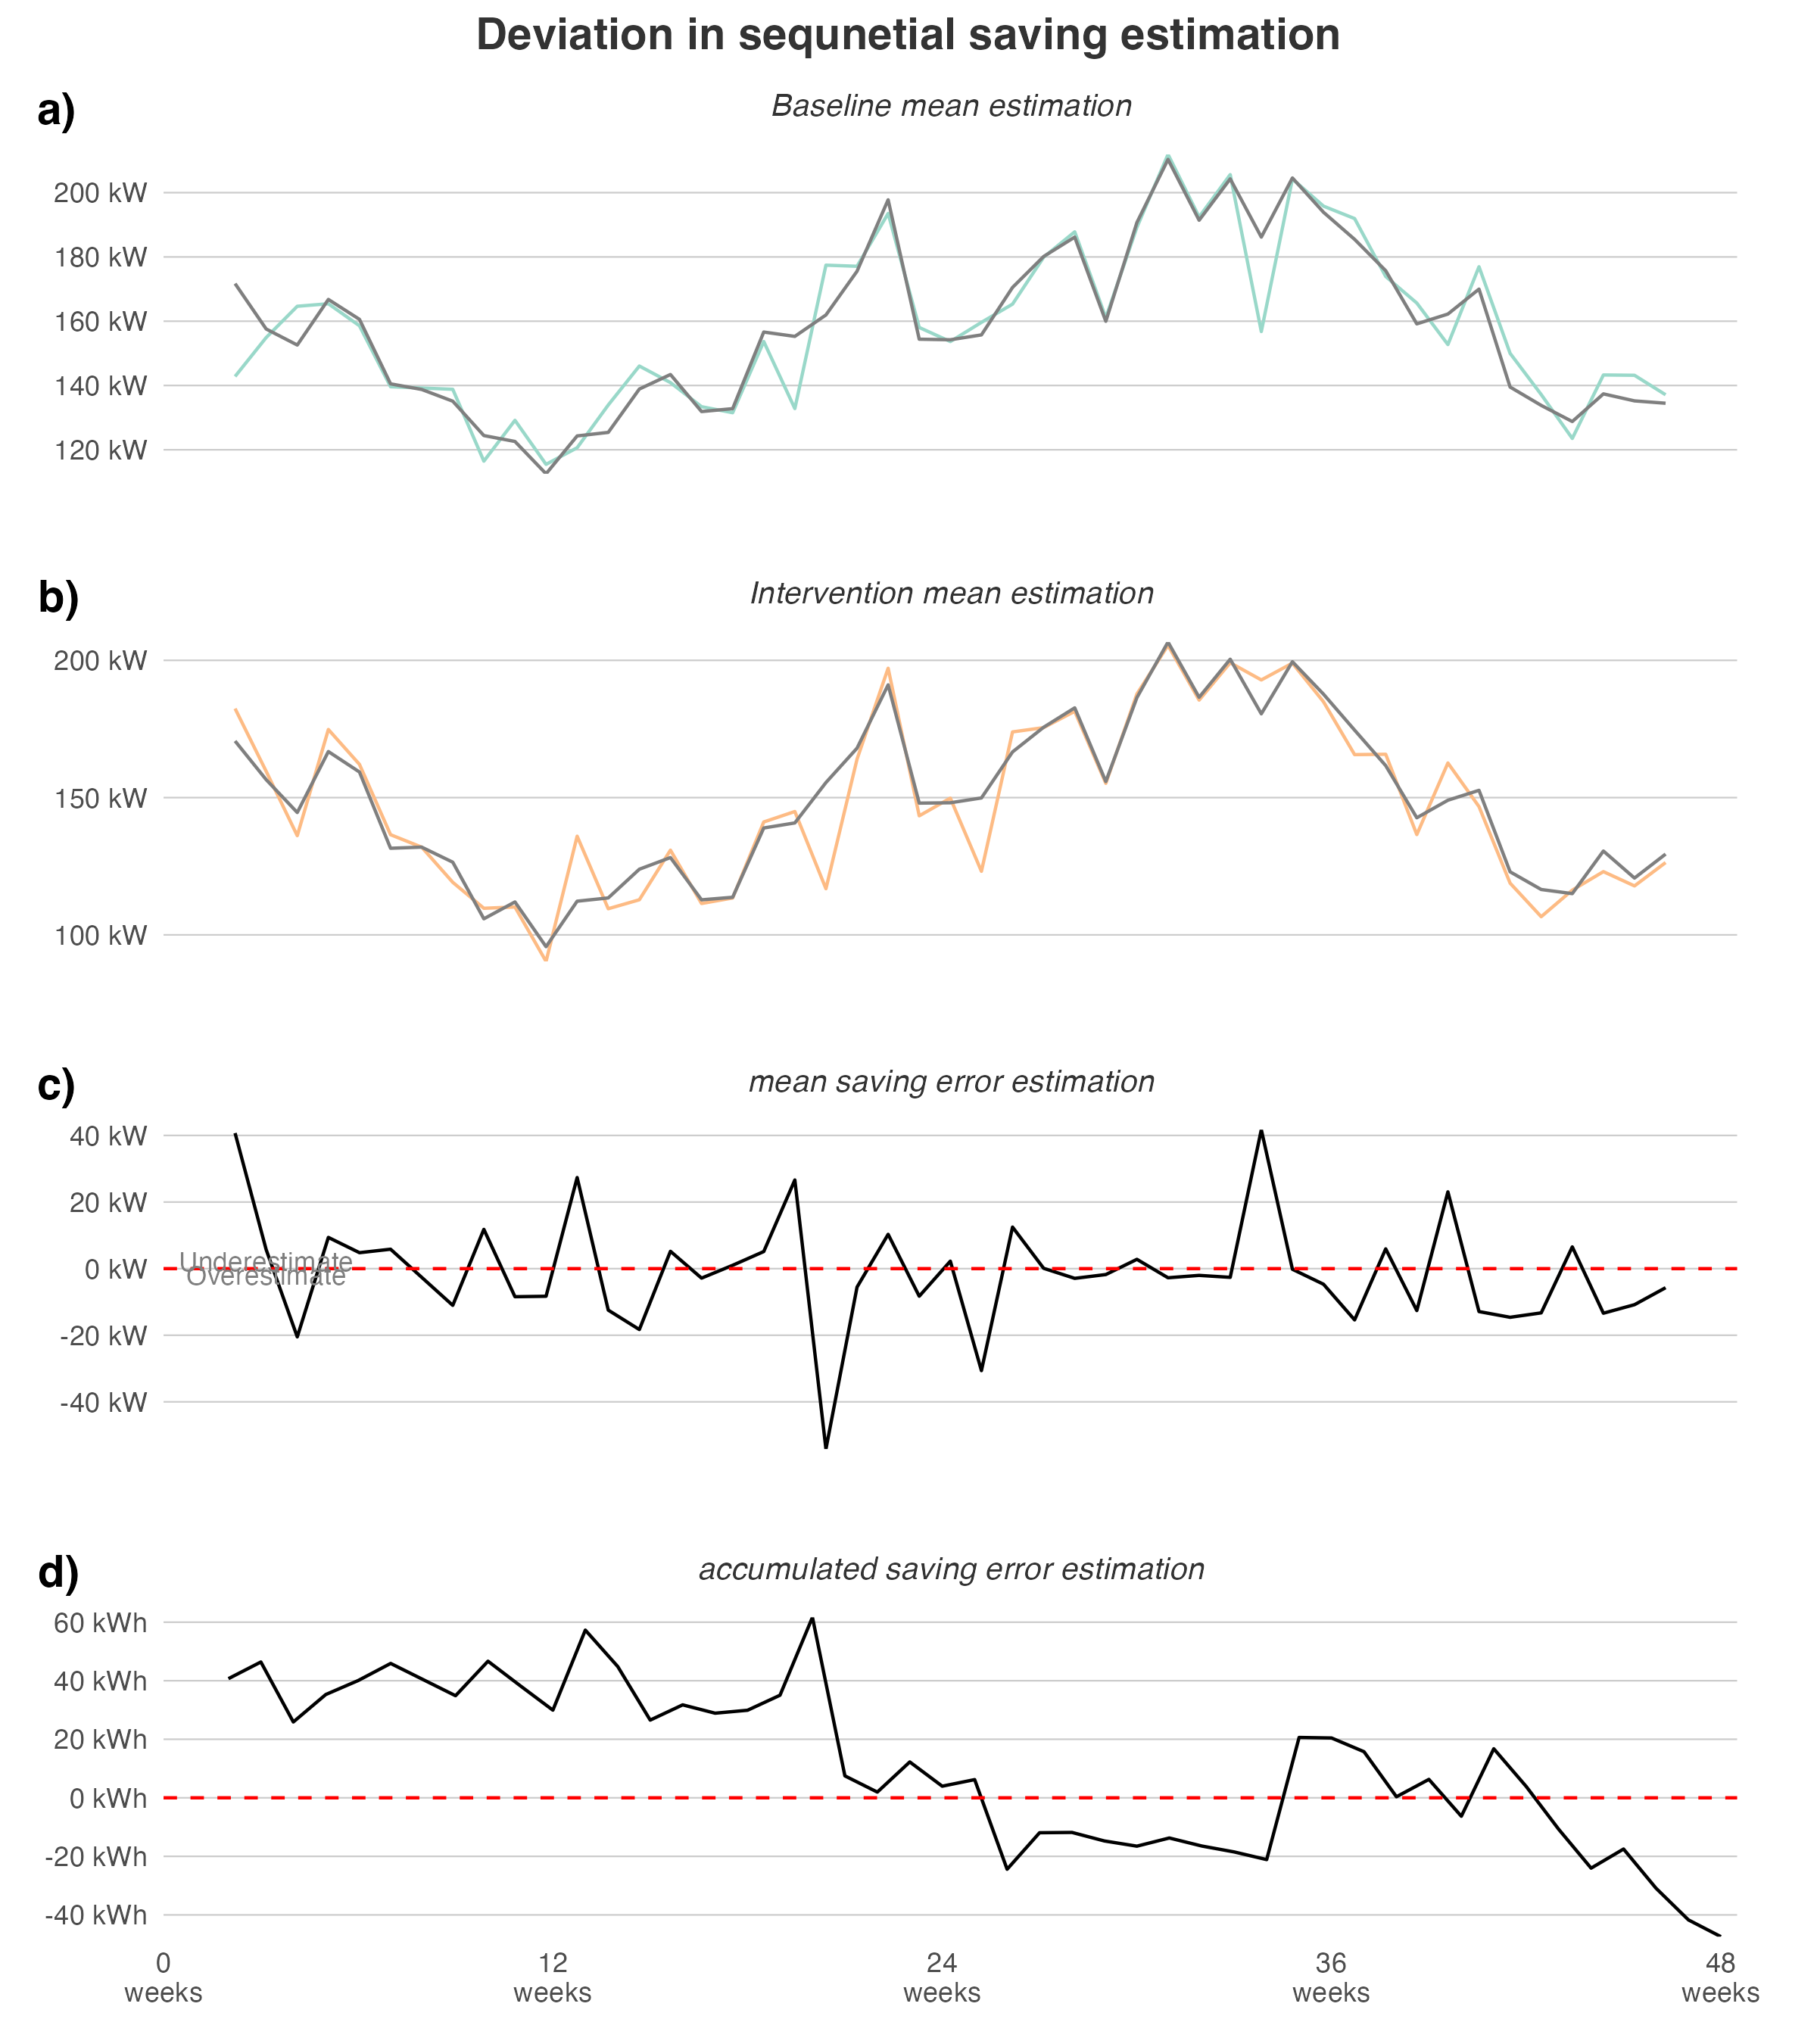 Deviation in sequnetial saving estimation
a)
Baseline mean estimation
200 kW
180 kW
160 kW
140 kW
120 kW
b)
Intervention mean estimation
200 kW
150 kW
100 kW
c)
mean saving error estimation
40 kW
20 kW
Underestimate
0 kW
Overestimate
-20 kW
-40 kW
d)
accumulated saving error estimation
60 kWh
40 kWh
20 kWh
0 kWh
-20 kWh
-40 kWh
0 12 24 36 48
weeks weeks weeks weeks weeks